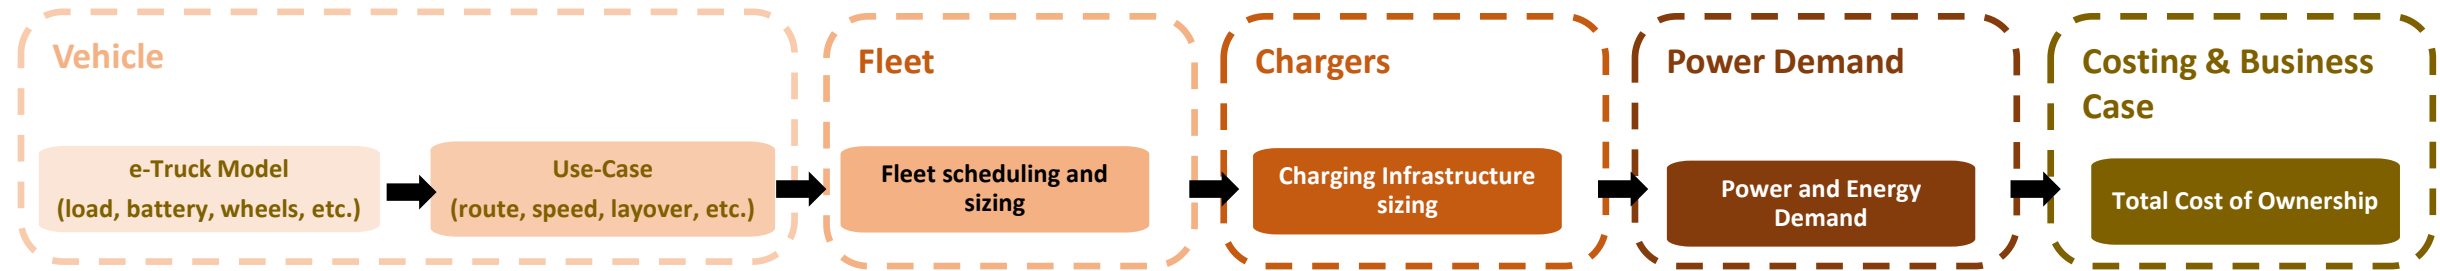 Vehicle
e-Truck Model
(load, battery, wheels, etc.)
Use-Case
(route, speed, layover, etc.)
Fleet
Fleet scheduling and
sizing
Chargers
Charging Infrastructure
sizing
Power Demand
Power and Energy
Demand
Costing & Business
Case
Total Cost of Ownership